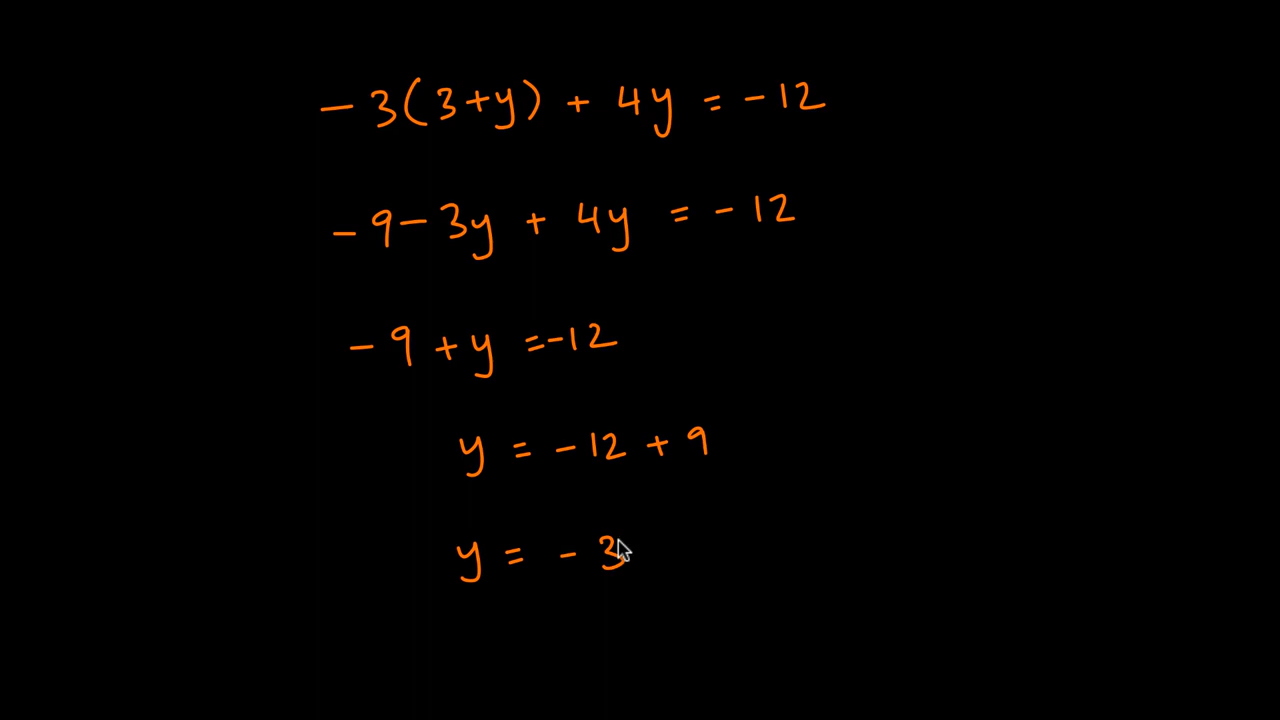 -3(3+y) + 4y = -12
-9-3y + 4y = -12
-9 +y =-12
y = -12 + 9
y = -3